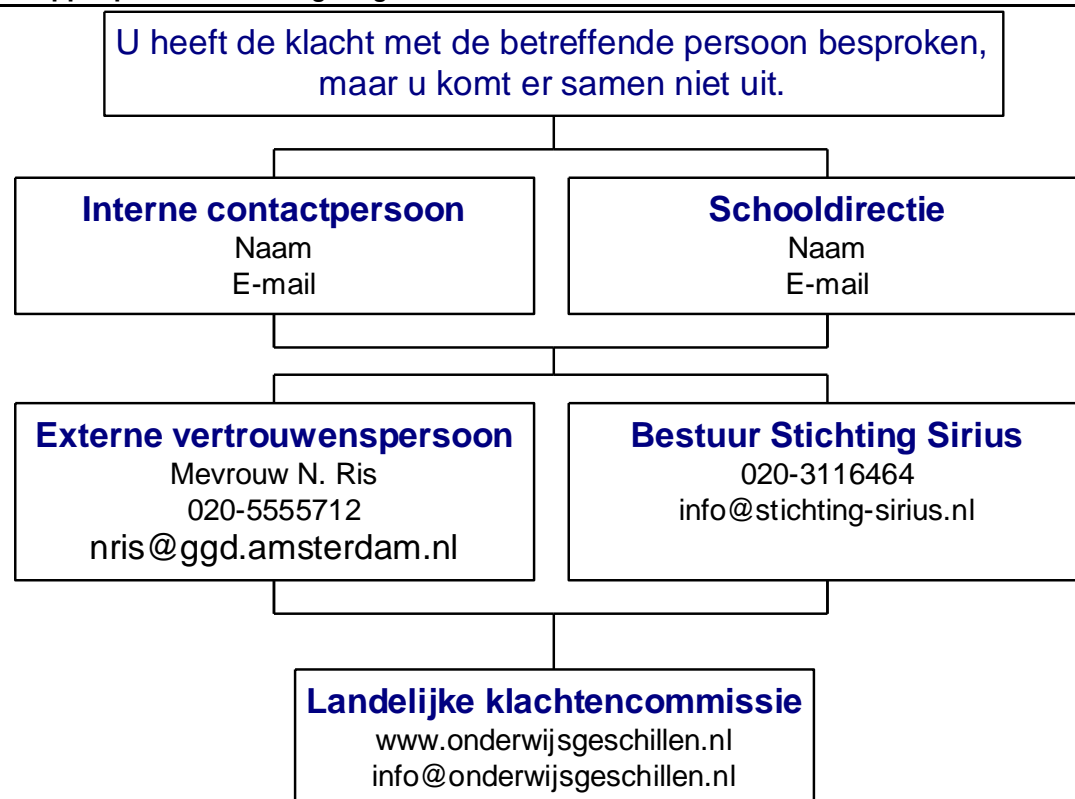 U heeft de klacht met de betreffende persoon besproken,
maar u komt er samen niet uit.
Interne contactpersoon
Naam
E-mail
Schooldirectie
Naam
E-mail
Externe vertrouwenspersoon
Mevrouw N. Ris
020-5555712
nris@ggd.amsterdam.nl
Bestuur Stichting Sirius
020-3116464
info@stichting-sirius.nl
Landelijke klachtencommissie
www.onderwijsgeschillen.nl
info@onderwijsgeschillen.nl